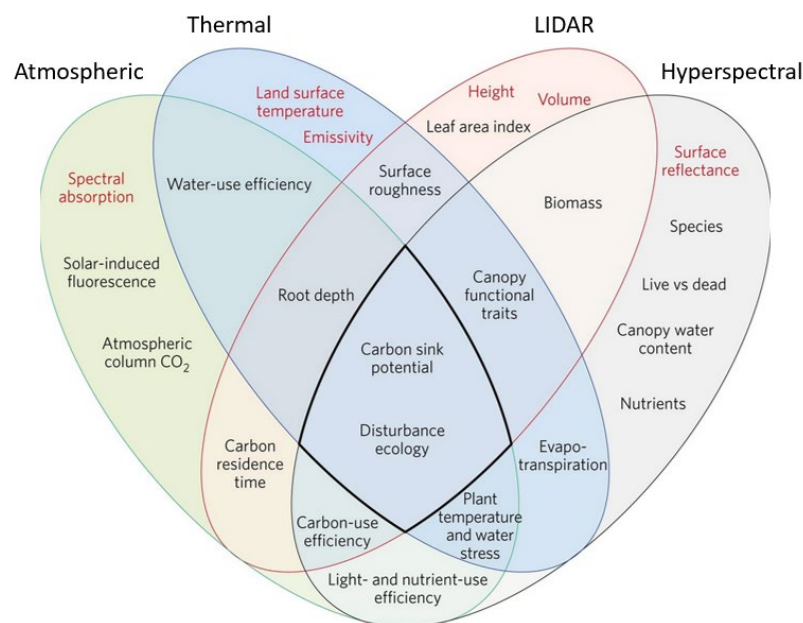 Thermal
LIDAR
Atmospheric
Hyperspectral
Land surface
temperature
Emissivity
Height
Volume
Leaf area index
Spectral
absorption
Water-use efficiency
Surface
roughness
Biomass
Surface
reflectance
Species
Solar-induced
fluorescence
Root depth
Canopy
functional
traits
Live vs dead
Atmospheric
column CO₂
Carbon sink
potential
Canopy water
content
Nutrients
Disturbance
ecology
Carbon
residence
time
Evapo-
transpiration
Carbon-use
efficiency
Plant
temperature
and water
stress
Light- and nutrient-use
efficiency